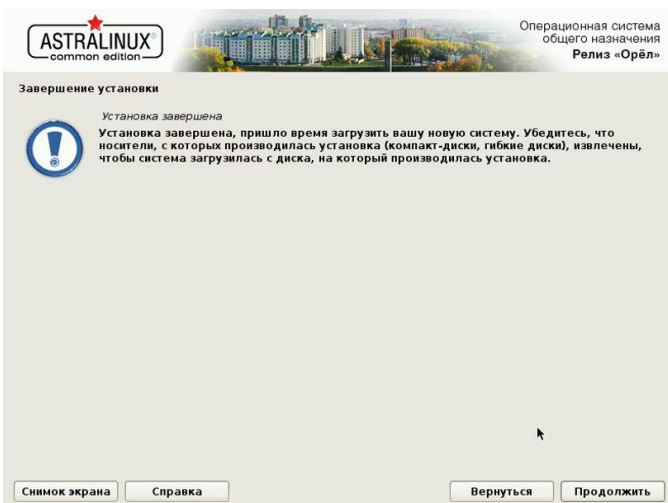 ASTRALINUX®
common edition
Операционная система
общего назначения
Релиз «Орёл»
Завершение установки
Установка завершена
Установка завершена, пришло время загрузить вашу новую систему. Убедитесь, что
носители, с которых производилась установка (компакт-диски, гибкие диски), извлечены,
чтобы система загрузилась с диска, на который производилась установка.
Снимок экрана
Справка
Вернуться
Продолжить